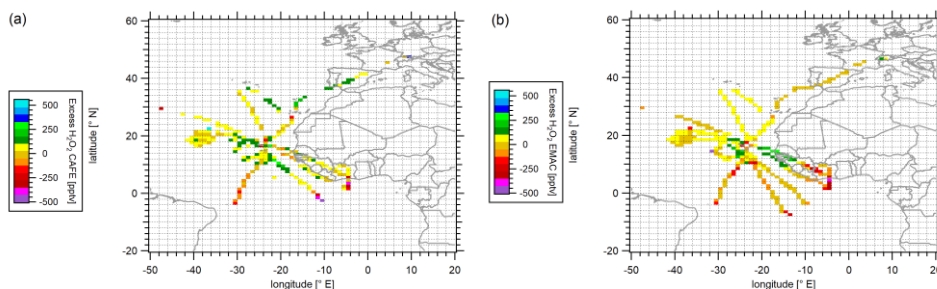 (a)
60
40
20
0
-20
-50 -40 -30 -20 -10 0 10 20
longitude [° E]
latitude [° N]
500
250
0
-250
-500
Excess H₂O₂ CAFE [pptv]
(b)
60
40
20
0
-20
-50 -40 -30 -20 -10 0 10 20
longitude [° E]
latitude [° N]
500
250
0
-250
-500
Excess H₂O₂ EMAC [pptv]